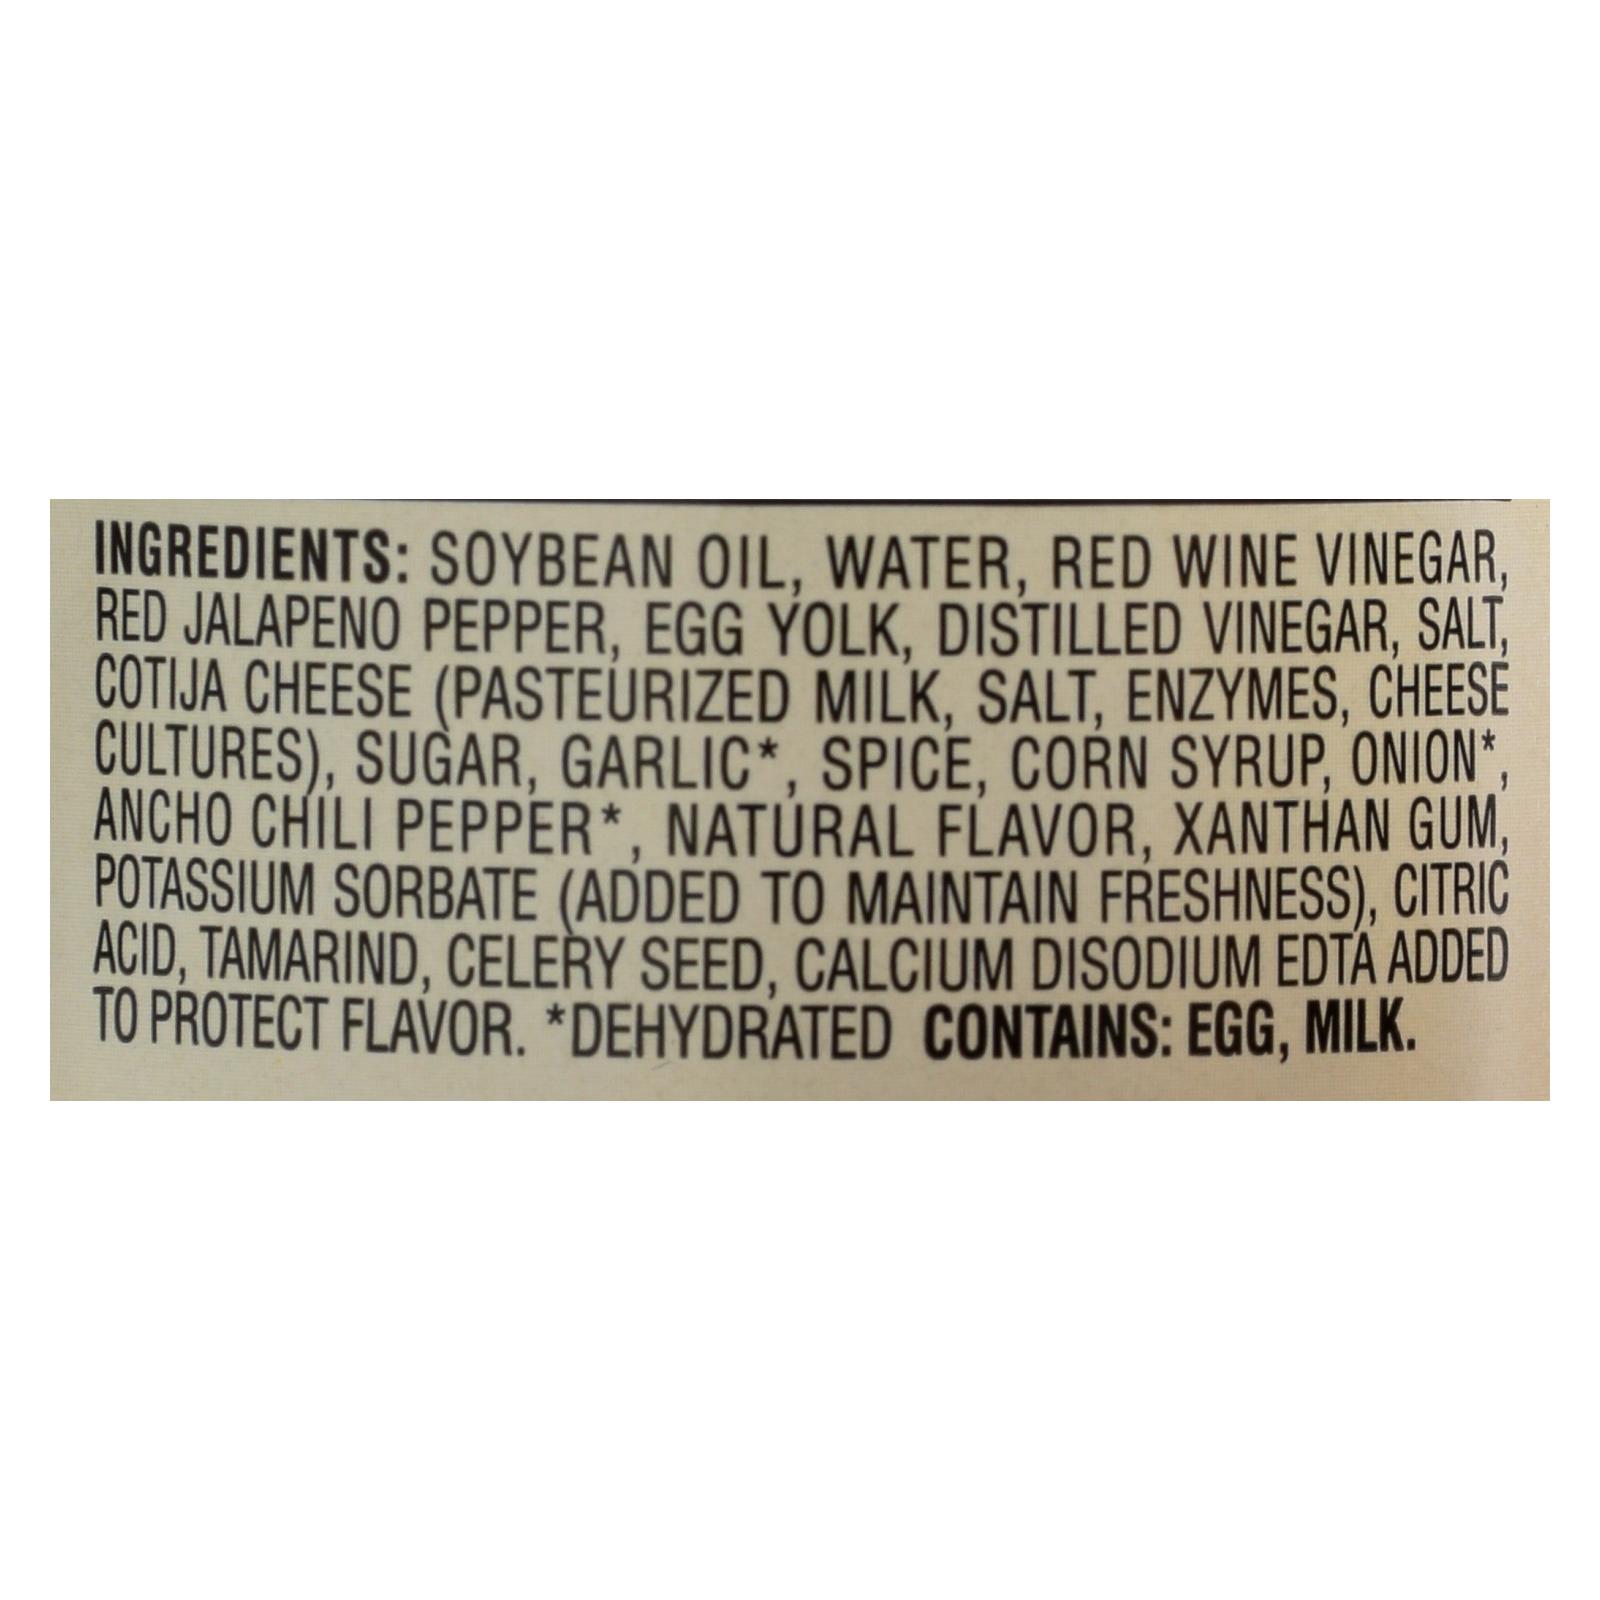 INGREDIENTS: SOYBEAN OIL, WATER, RED WINE VINEGAR,
RED JALAPENO PEPPER, EGG YOLK, DISTILLED VINEGAR, SALT,
COTIJA CHEESE (PASTEURIZED MILK, SALT, ENZYMES, CHEESE
CULTURES), SUGAR, GARLIC*, SPICE, CORN SYRUP, ONION*,
ANCHO CHILI PEPPER*, NATURAL FLAVOR, XANTHAN GUM,
POTASSIUM SORBATE (ADDED TO MAINTAIN FRESHNESS), CITRIC
ACID, TAMARIND, CELERY SEED, CALCIUM DISODIUM EDTA ADDED
TO PROTECT FLAVOR. *DEHYDRATED CONTAINS: EGG, MILK.